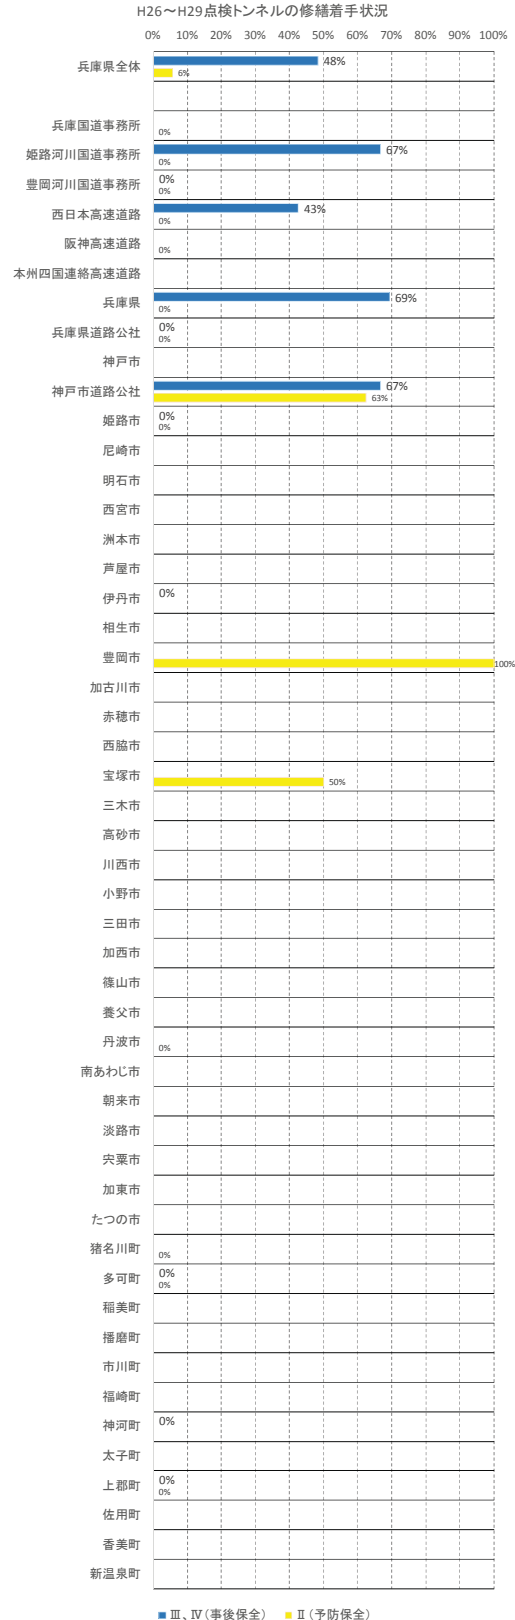 H26～H29点検トンネルの修繕着手状況
0% 10% 20% 30% 40% 50% 60% 70% 80% 90% 100%
兵庫県全体 48%
6%
兵庫国道事務所
0%
姫路河川国道事務所 67%
0%
豊岡河川国道事務所 0%
0%
西日本高速道路 43%
0%
阪神高速道路
0%
本州四国連絡高速道路
兵庫県 69%
0%
兵庫県道路公社 0%
0%
神戸市
神戸市道路公社 67%
63%
姫路市 0%
0%
尼崎市
明石市
西宮市
洲本市
芦屋市
伊丹市 0%
相生市
豊岡市
100%
加古川市
赤穂市
西脇市
宝塚市
50%
三木市
高砂市
川西市
小野市
三田市
加西市
篠山市
養父市
丹波市
0%
南あわじ市
朝来市
淡路市
宍粟市
加東市
たつの市
猪名川町
0%
多可町 0%
0%
稲美町
播磨町
市川町
福崎町
神河町 0%
太子町
上郡町 0%
0%
佐用町
香美町
新温泉町
Ⅲ、Ⅳ（事後保全） Ⅱ（予防保全）